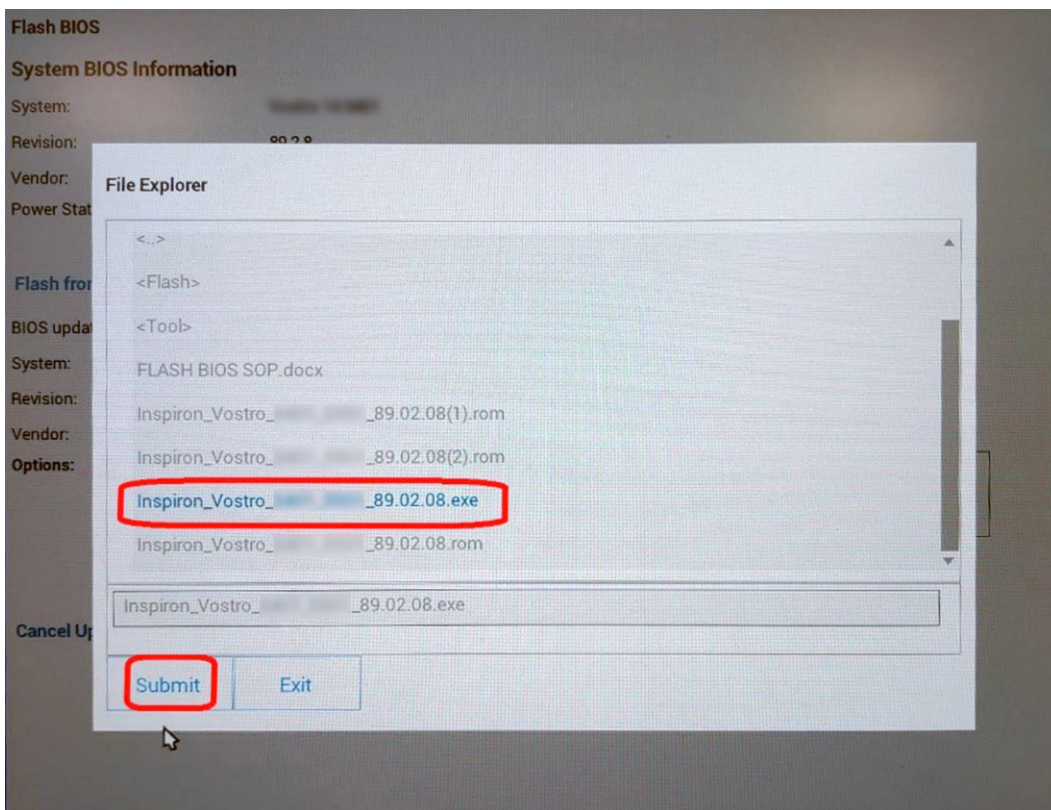 Flash BIOS
System BIOS Information
System:
Revision:
Vendor:
Power Stat
File Explorer
<..>
<Flash>
<Tool>
FLASH BIOS SOP.docx
Inspiron_Vostro_ _89.02.08(1).rom
Inspiron_Vostro_ _89.02.08(2).rom
Inspiron_Vostro_ _89.02.08.exe
Inspiron_Vostro_ _89.02.08.rom
Inspiron_Vostro_ _89.02.08.exe
Submit Exit
Flash fror
BIOS updat
System:
Revision:
Vendor:
Options:
Cancel Up